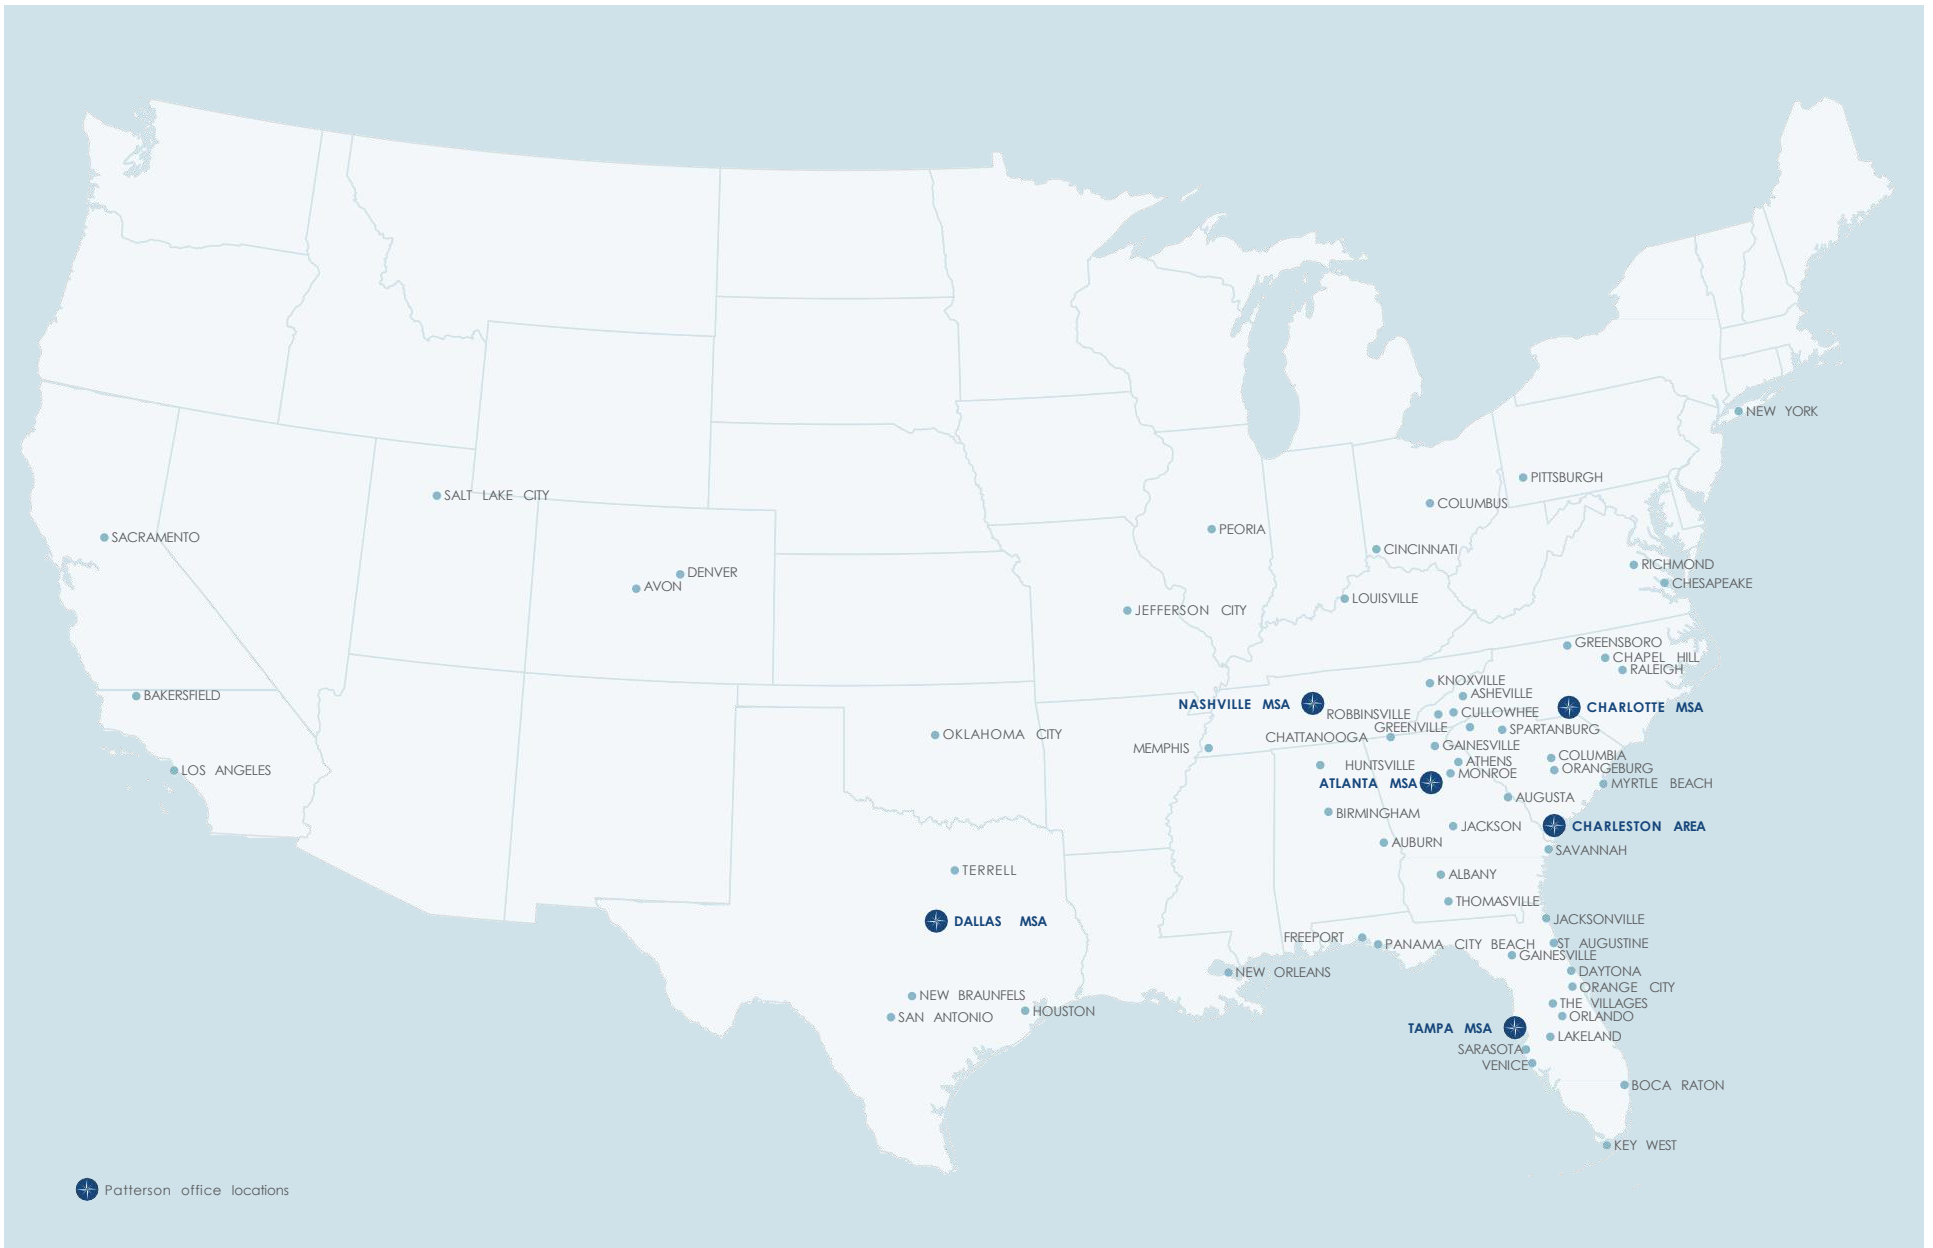 NEW YORK
PITTSBURGH
SALT LAKE CITY
COLUMBUS
PEORIA
SACRAMENTO
CINCINNATI
RICHMOND
DENVER
CHESAPEAKE
AVON
LOUISVILLE
JEFFERSON CITY
GREENSBORO
CHAPEL HILL
RALEIGH
KNOXVILLE
ASHEVILLE
BAKERSFIELD
NASHVILLE MSA
CHARLOTTE MSA
ROBBINSVILLE
CULLOWHEE
GREENVILLE
SPARTANBURG
OKLAHOMA CITY
CHATTANOOGA
GAINESVILLE
MEMPHIS
COLUMBIA
ATHENS
HUNTSVILLE
ORANGEBURG
LOS ANGELES
MONROE
ATLANTA MSA
MYRTLE BEACH
AUGUSTA
BIRMINGHAM
JACKSON
CHARLESTON AREA
AUBURN
SAVANNAH
TERRELL
ALBANY
THOMASVILLE
DALLAS MSA
JACKSONVILLE
FREEPORT
PANAMA CITY BEACH
ST AUGUSTINE
GAINESVILLE
NEW ORLEANS
DAYTONA
ORANGE CITY
NEW BRAUNFELS
THE VILLAGES
HOUSTON
SAN ANTONIO
ORLANDO
TAMPA MSA
LAKELAND
SARASOTA
VENICE
BOCA RATON
KEY WEST
Patterson office locations